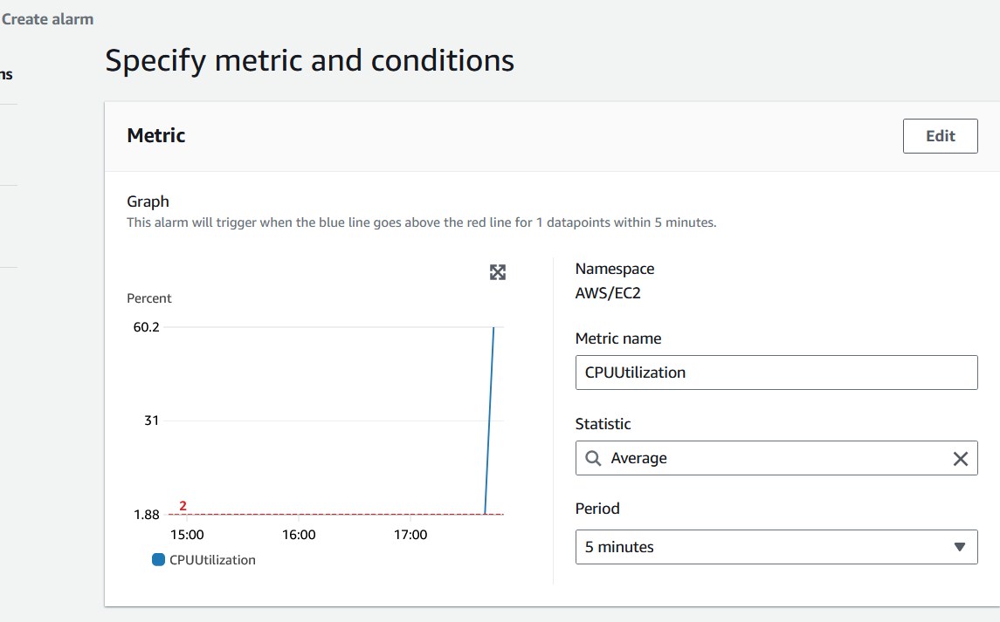 Create alarm
ns
Specify metric and conditions
Metric
Edit
Graph
This alarm will trigger when the blue line goes above the red line for 1 datapoints within 5 minutes.
Percent
60.2
31
2
1.88
15:00 16:00 17:00
CPUUtilization
Namespace
AWS/EC2
Metric name
CPUUtilization
Statistic
Average
Period
5 minutes